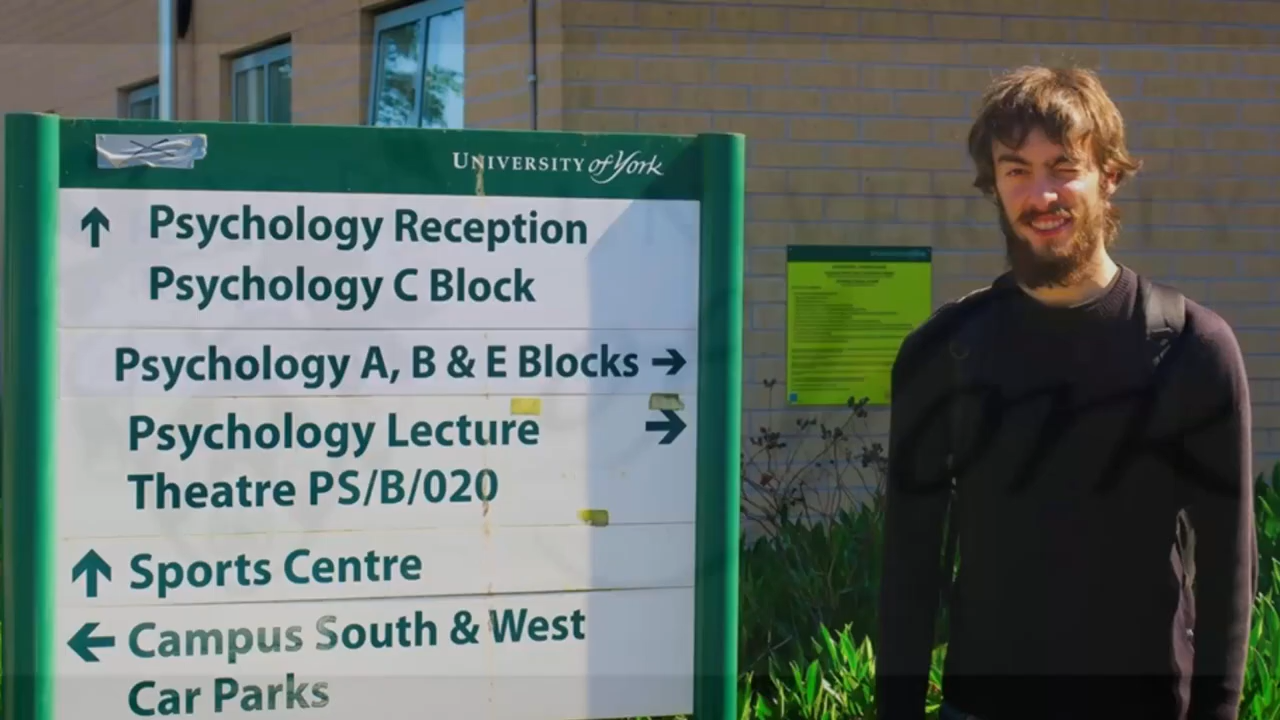 UNIVERSITY of York
Psychology Reception
Psychology C Block
Psychology A, B & E Blocks
Psychology Lecture
Theatre PS/B/020
Sports Centre
Campus South & West
Car Parks